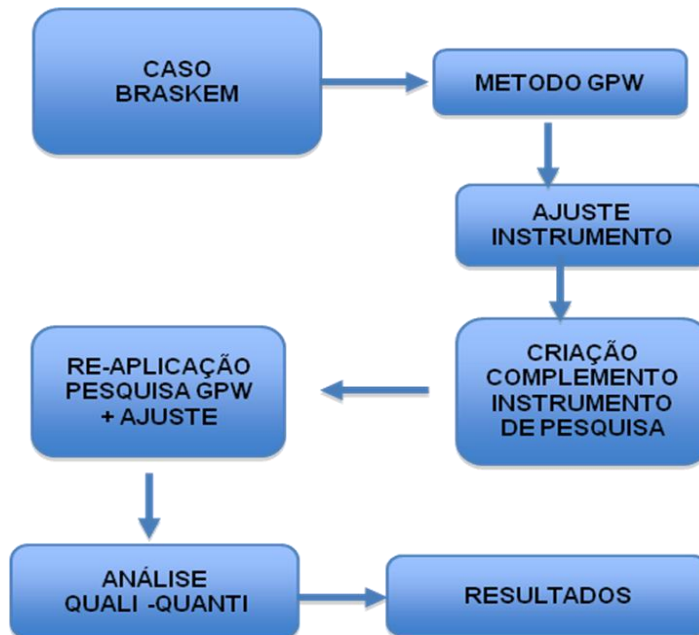 CASO
BRASKEM
METODO GPW
AJUSTE
INSTRUMENTO
CRIAÇÃO
COMPLEMENTO
INSTRUMENTO
DE PESQUISA
RE-APLICAÇÃO
PESQUISA GPW
+ AJUSTE
ANÁLISE
QUALI -QUANTI
RESULTADOS